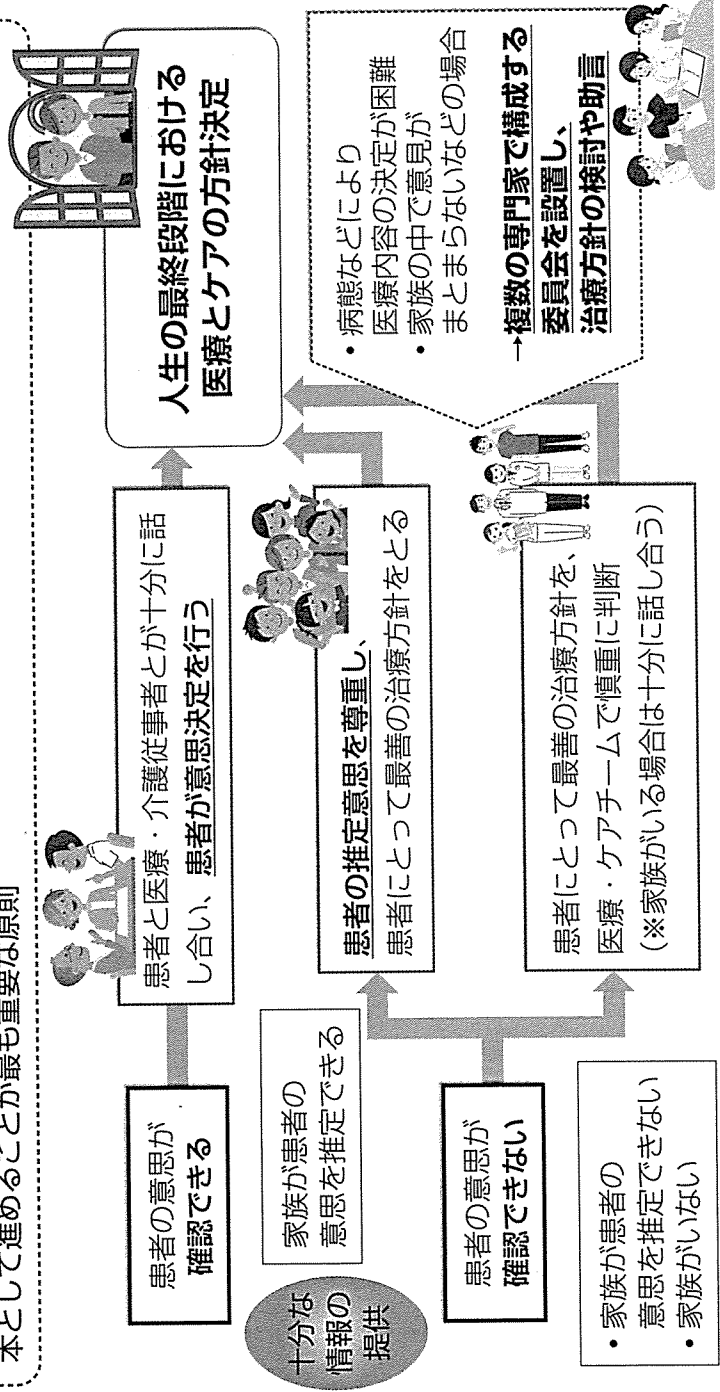 本として進めることが最も重要な原則
十分な
情報の
提供
患者の意思が
確認できる
患者と医療・介護従事者とが十分に話
し合い、患者が意思決定を行う
人生の最終段階における
医療とケアの方針決定
家族が患者の
意思を推定できる
患者の推定意思を尊重し、
患者にとって最善の治療方針をとる
患者の意思が
確認できない
・家族が患者の
意思を推定できない
・家族がいない
患者にとって最善の治療方針を、
医療・ケアチームで慎重に判断
(※家族がいる場合は十分に話し合う)
・病態などにより
医療内容の決定が困難
・家族の中で意見が
まとまらないなどの場合
→複数の専門家で構成する
委員会を設置し、
治療方針の検討や助言